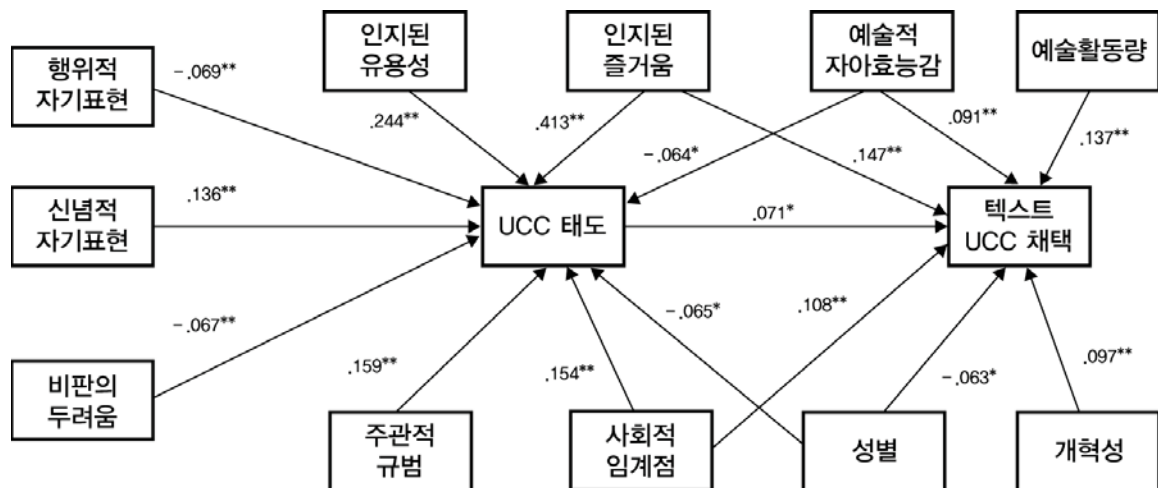 인지된
유용성
인지된
즐거움
예술적
자아효능감
예술활동량
행위적
자기표현
-.069**
.244**
.413**
-.064*
.091**
.147**
.137**
신념적
자기표현
.136**
UCC 태도
.071*
텍스트
UCC 채택
-.067**
.159**
.154**
-.065*
.108**
-.063*
.097**
비판의
두려움
주관적
규범
사회적
임계점
성별
개혁성